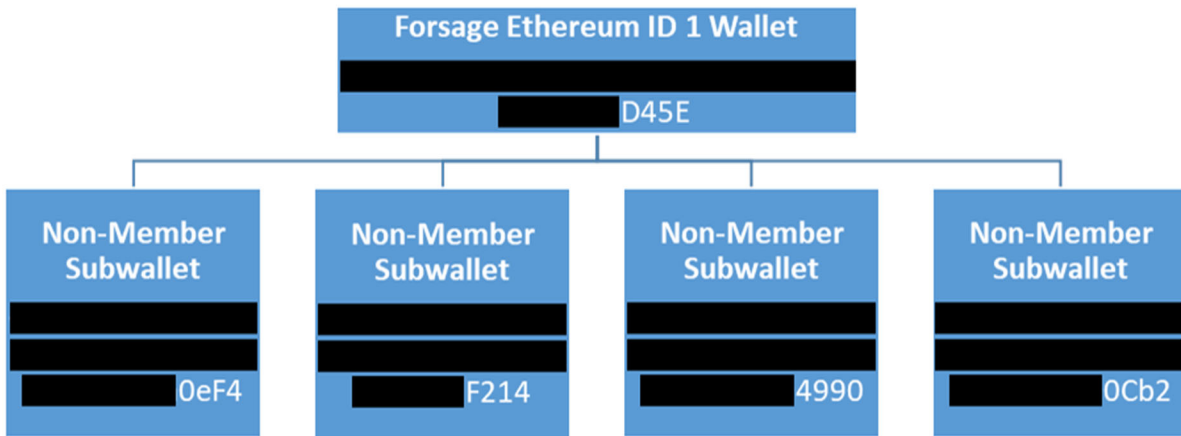 Forsage Ethereum ID 1 Wallet
D45E
Non-Member
Subwallet
0eF4
Non-Member
Subwallet
F214
Non-Member
Subwallet
4990
Non-Member
Subwallet
0Cb2